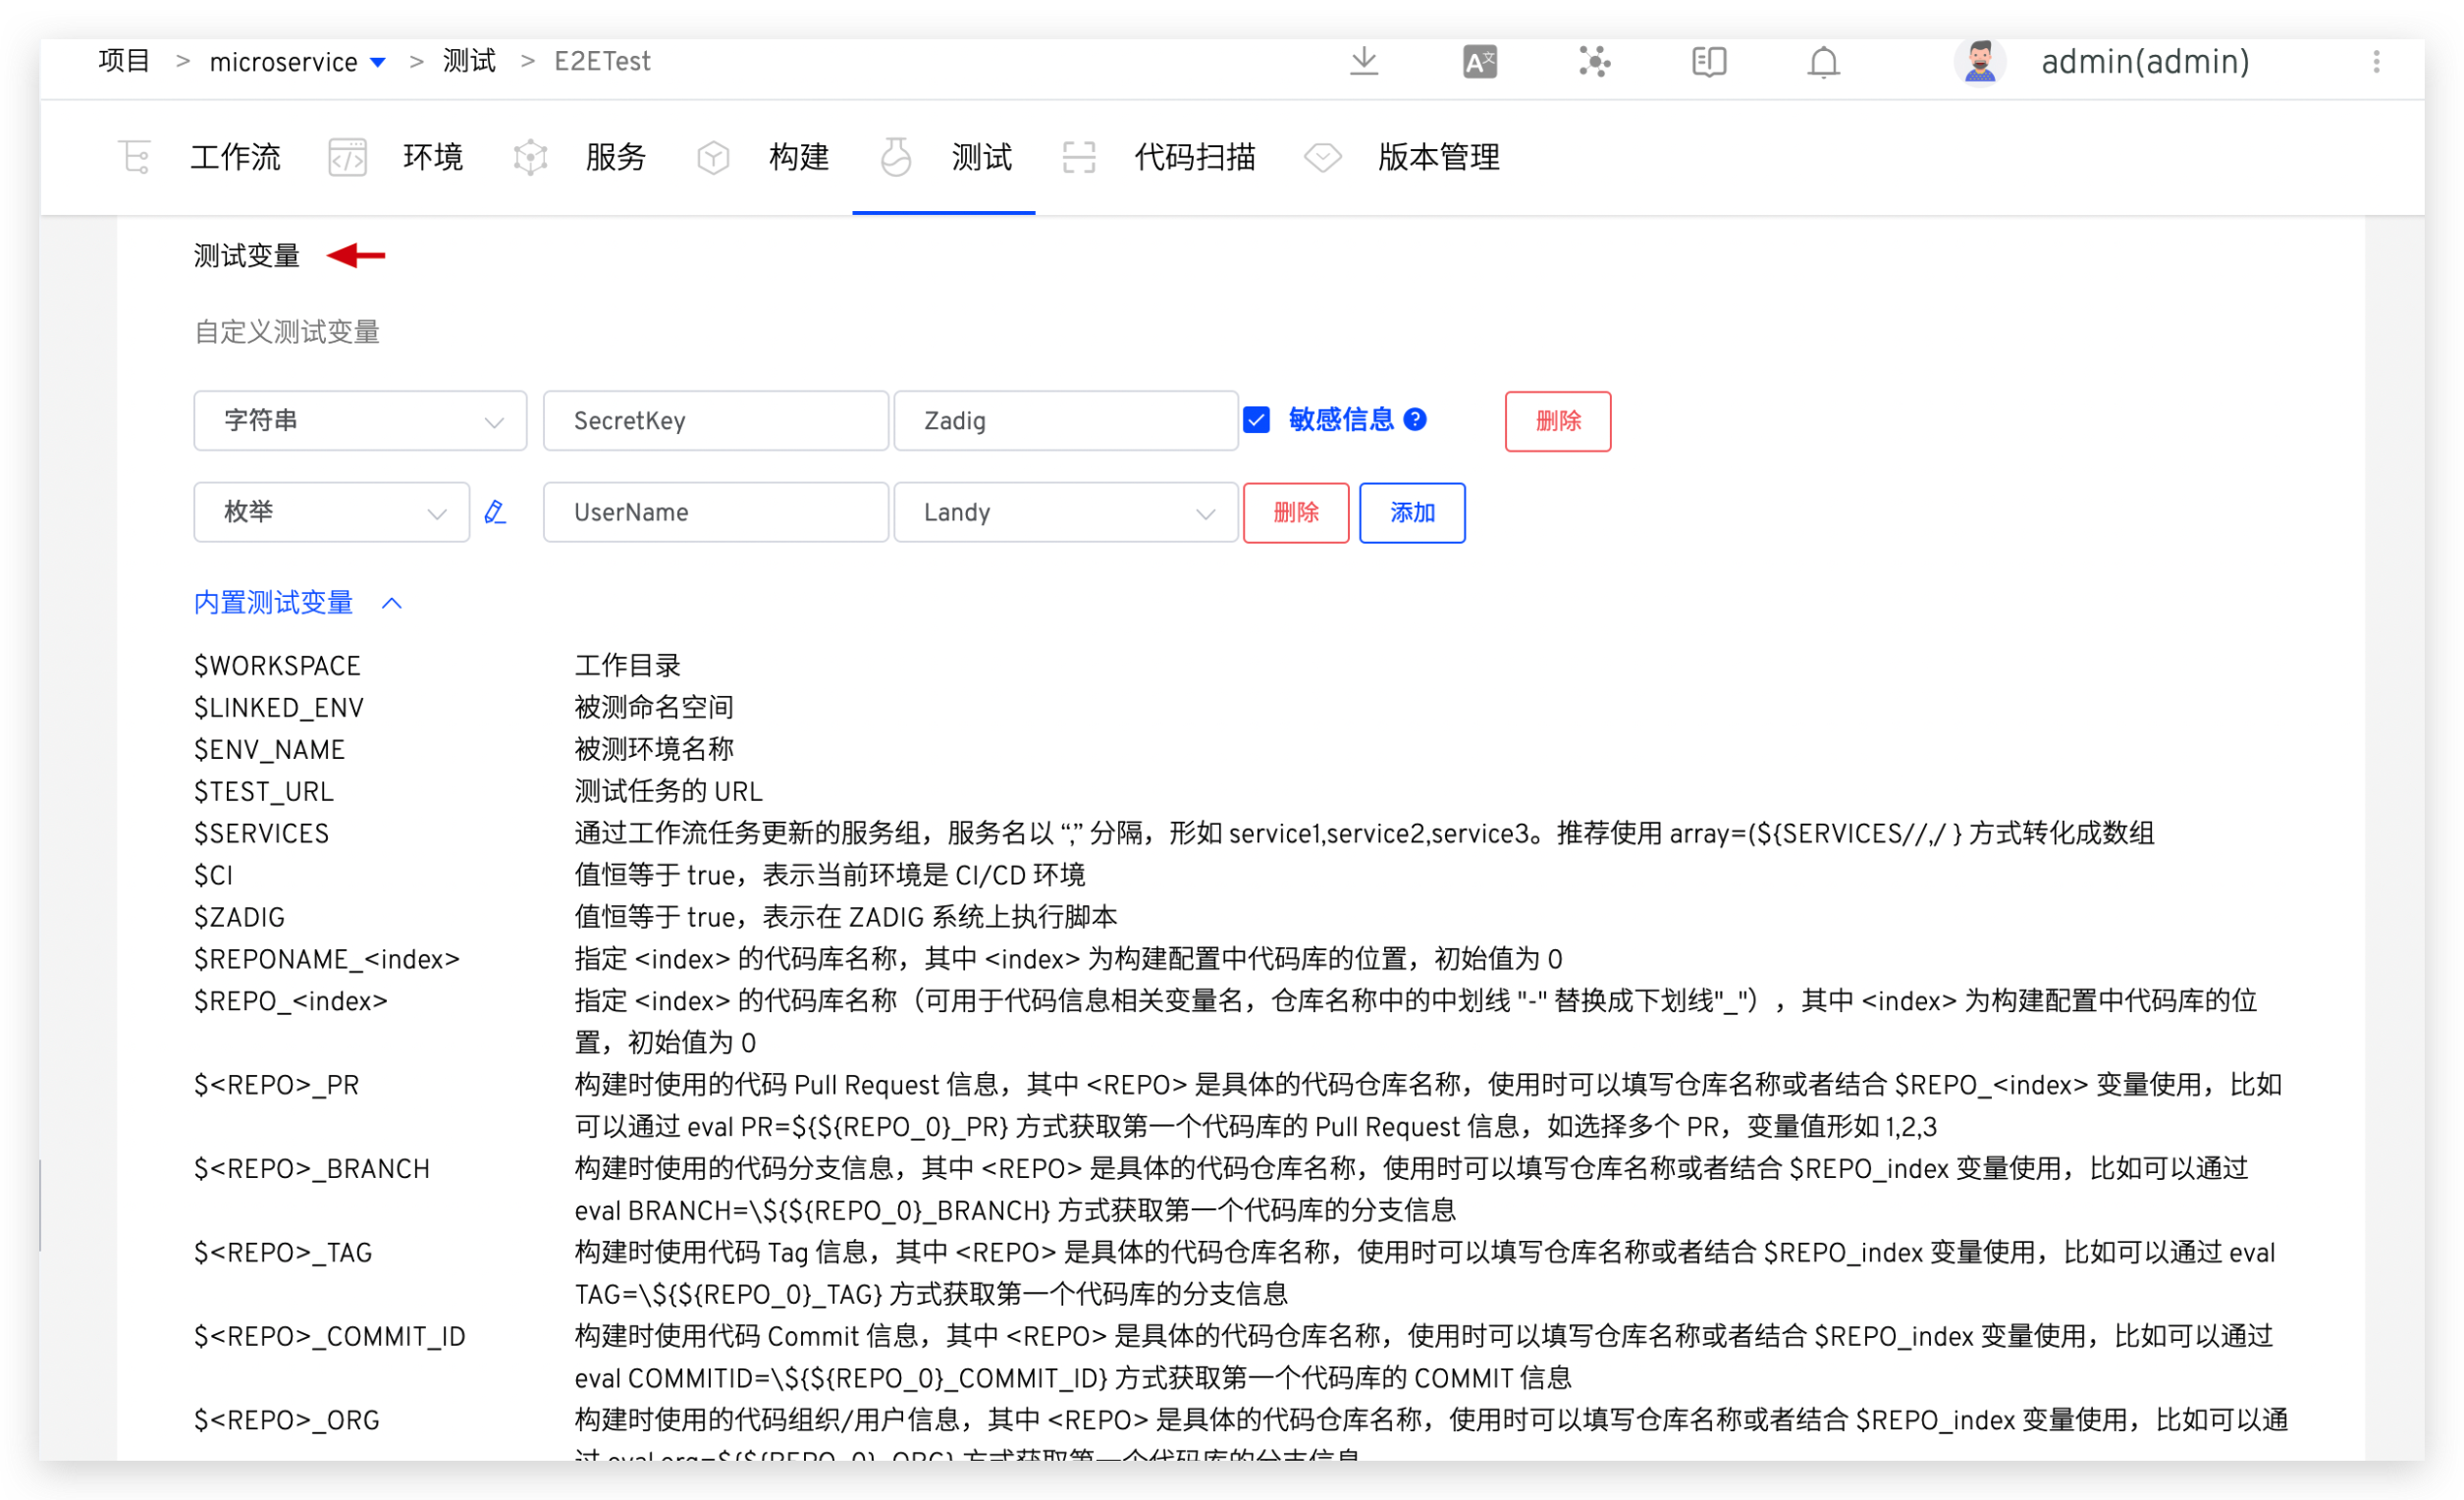 项目 > microservice > 测试 > E2ETest admin(admin)
工作流 环境 服务 构建 测试 代码扫描 版本管理
测试变量
自定义测试变量
字符串 SecretKey Zadig 敏感信息 删除
枚举 UserName Landy 删除 添加
内置测试变量
$WORKSPACE 工作目录
$LINKED_ENV 被测命名空间
$ENV_NAME 被测环境名称
$TEST_URL 测试任务的 URL
$SERVICES 通过工作流任务更新的服务组，服务名以 “,” 分隔，形如 service1,service2,service3。推荐使用 array=(${SERVICES//,/ } 方式转化成数组
$CI 值恒等于 true，表示当前环境是 CI/CD 环境
$ZADIG 值恒等于 true，表示在 ZADIG 系统上执行脚本
$REPONAME_<index> 指定 <index> 的代码库名称，其中 <index> 为构建配置中代码库的位置，初始值为 0
$REPO_<index> 指定 <index> 的代码库名称（可用于代码信息相关变量名，仓库名称中的中划线 "-" 替换成下划线"_"），其中 <index> 为构建配置中代码库的位
置，初始值为 0
$<REPO>_PR 构建时使用的代码 Pull Request 信息，其中 <REPO> 是具体的代码仓库名称，使用时可以填写仓库名称或者结合 $REPO_<index> 变量使用，比如
可以通过 eval PR=${${REPO_0}_PR} 方式获取第一个代码库的 Pull Request 信息，如选择多个 PR，变量值形如 1,2,3
$<REPO>_BRANCH 构建时使用的代码分支信息，其中 <REPO> 是具体的代码仓库名称，使用时可以填写仓库名称或者结合 $REPO_index 变量使用，比如可以通过
eval BRANCH=\${${REPO_0}_BRANCH} 方式获取第一个代码库的分支信息
$<REPO>_TAG 构建时使用代码 Tag 信息，其中 <REPO> 是具体的代码仓库名称，使用时可以填写仓库名称或者结合 $REPO_index 变量使用，比如可以通过 eval
TAG=\${${REPO_0}_TAG} 方式获取第一个代码库的分支信息
$<REPO>_COMMIT_ID 构建时使用代码 Commit 信息，其中 <REPO> 是具体的代码仓库名称，使用时可以填写仓库名称或者结合 $REPO_index 变量使用，比如可以通过
eval COMMITID=\${${REPO_0}_COMMIT_ID} 方式获取第一个代码库的 COMMIT 信息
$<REPO>_ORG 构建时使用的代码组织/用户信息，其中 <REPO> 是具体的代码仓库名称，使用时可以填写仓库名称或者结合 $REPO_index 变量使用，比如可以通
过 eval org=${${REPO_0}_ORG} 方式获取第一个代码库的分支信息